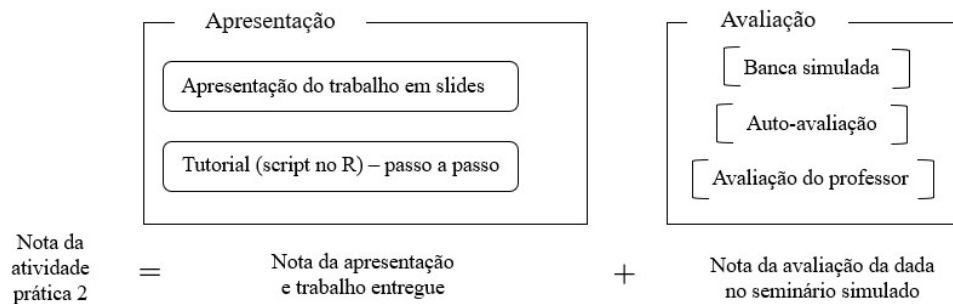 Apresentação
Apresentação do trabalho em slides
Tutorial (script no R) – passo a passo
Avaliação
Banca simulada
Auto-avaliação
Avaliação do professor
Nota da
atividade
prática 2
=
Nota da apresentação
e trabalho entregue
+
Nota da avaliação da dada
no seminário simulado